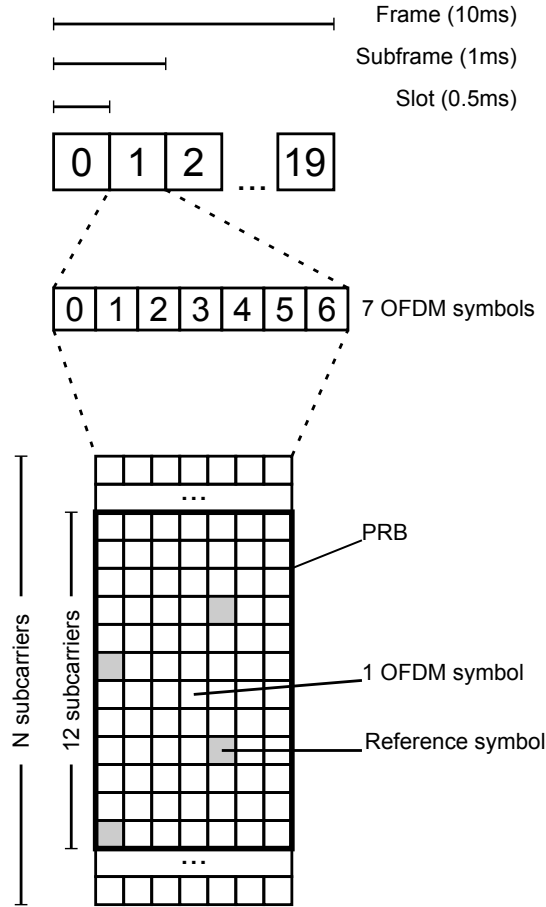 Frame (10ms)
Subframe (1ms)
Slot (0.5ms)
0 1 2 ... 19
0 1 2 3 4 5 6
7 OFDM symbols
...
PRB
N subcarriers
12 subcarriers
1 OFDM symbol
Reference symbol
...